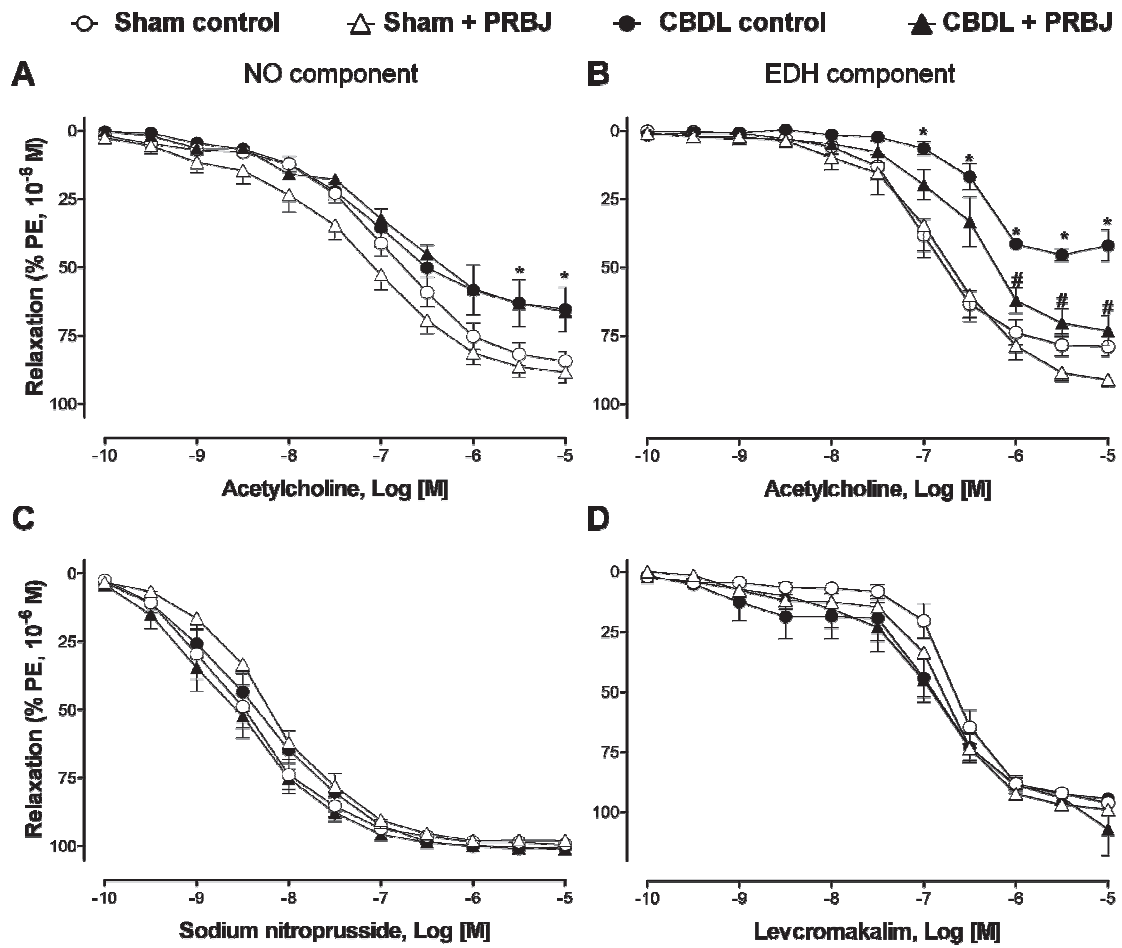 Sham control Sham + PRBJ CBDL control CBDL + PRBJ
A NO component
Relaxation (% PE, 10⁻⁶ M)
0
25
50
75
100
* *
-10 -9 -8 -7 -6 -5
Acetylcholine, Log [M]
B EDH component
0
25
50
75
100
* * * * *
# # #
-10 -9 -8 -7 -6 -5
Acetylcholine, Log [M]
C
Relaxation (% PE, 10⁻⁶ M)
0
25
50
75
100
-10 -9 -8 -7 -6 -5
Sodium nitroprusside, Log [M]
D
0
25
50
75
100
-10 -9 -8 -7 -6 -5
Levcromakalim, Log [M]